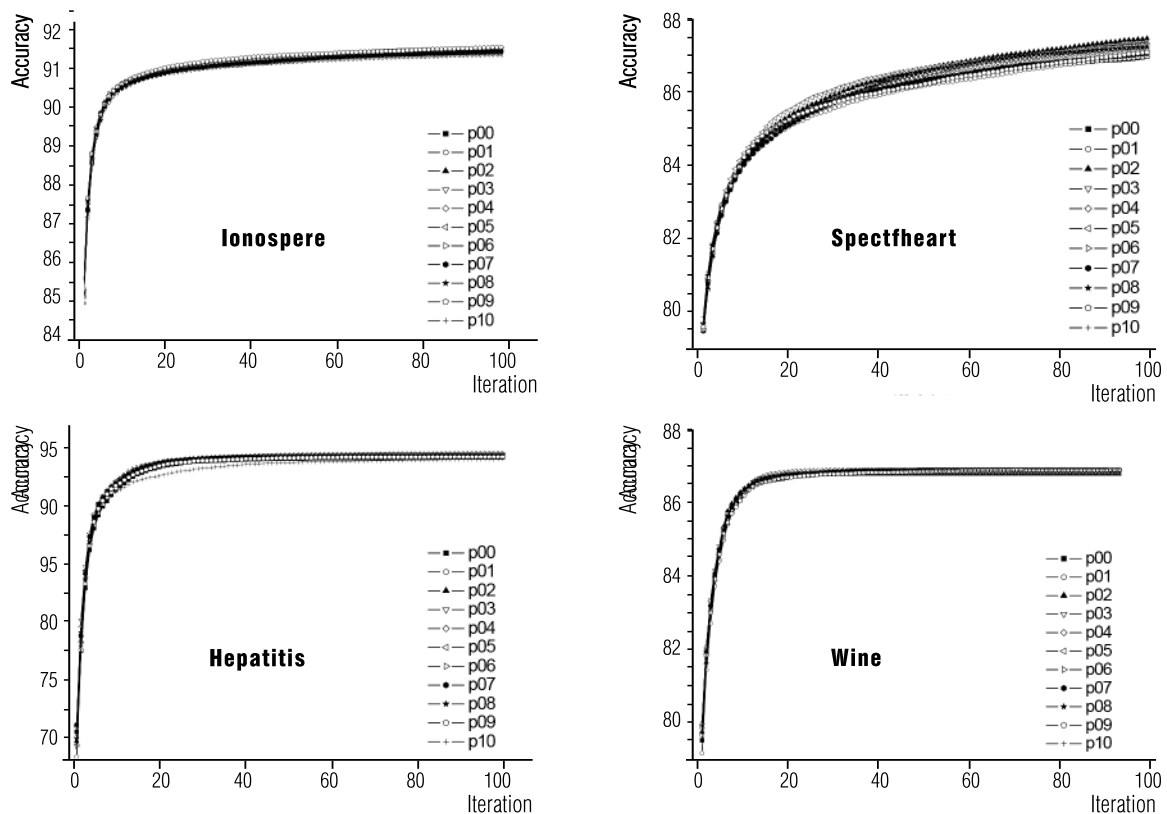 Accuracy
92
91
90
89
88
87
86
85
84
0 20 40 60 80 100
Iteration
p00
p01
p02
p03
p04
p05
p06
p07
p08
p09
p10
Ionospere
Accuracy
88
86
84
82
80
0 20 40 60 80 100
Iteration
p00
p01
p02
p03
p04
p05
p06
p07
p08
p09
p10
Spectfheart
Accuracy
95
90
95
80
75
70
0 20 40 60 80 100
Iteration
p00
p01
p02
p03
p04
p05
p06
p07
p08
p09
p10
Hepatitis
Accuracy
88
86
84
82
80
0 20 40 60 80 100
Iteration
p00
p01
p02
p03
p04
p05
p06
p07
p08
p09
p10
Wine